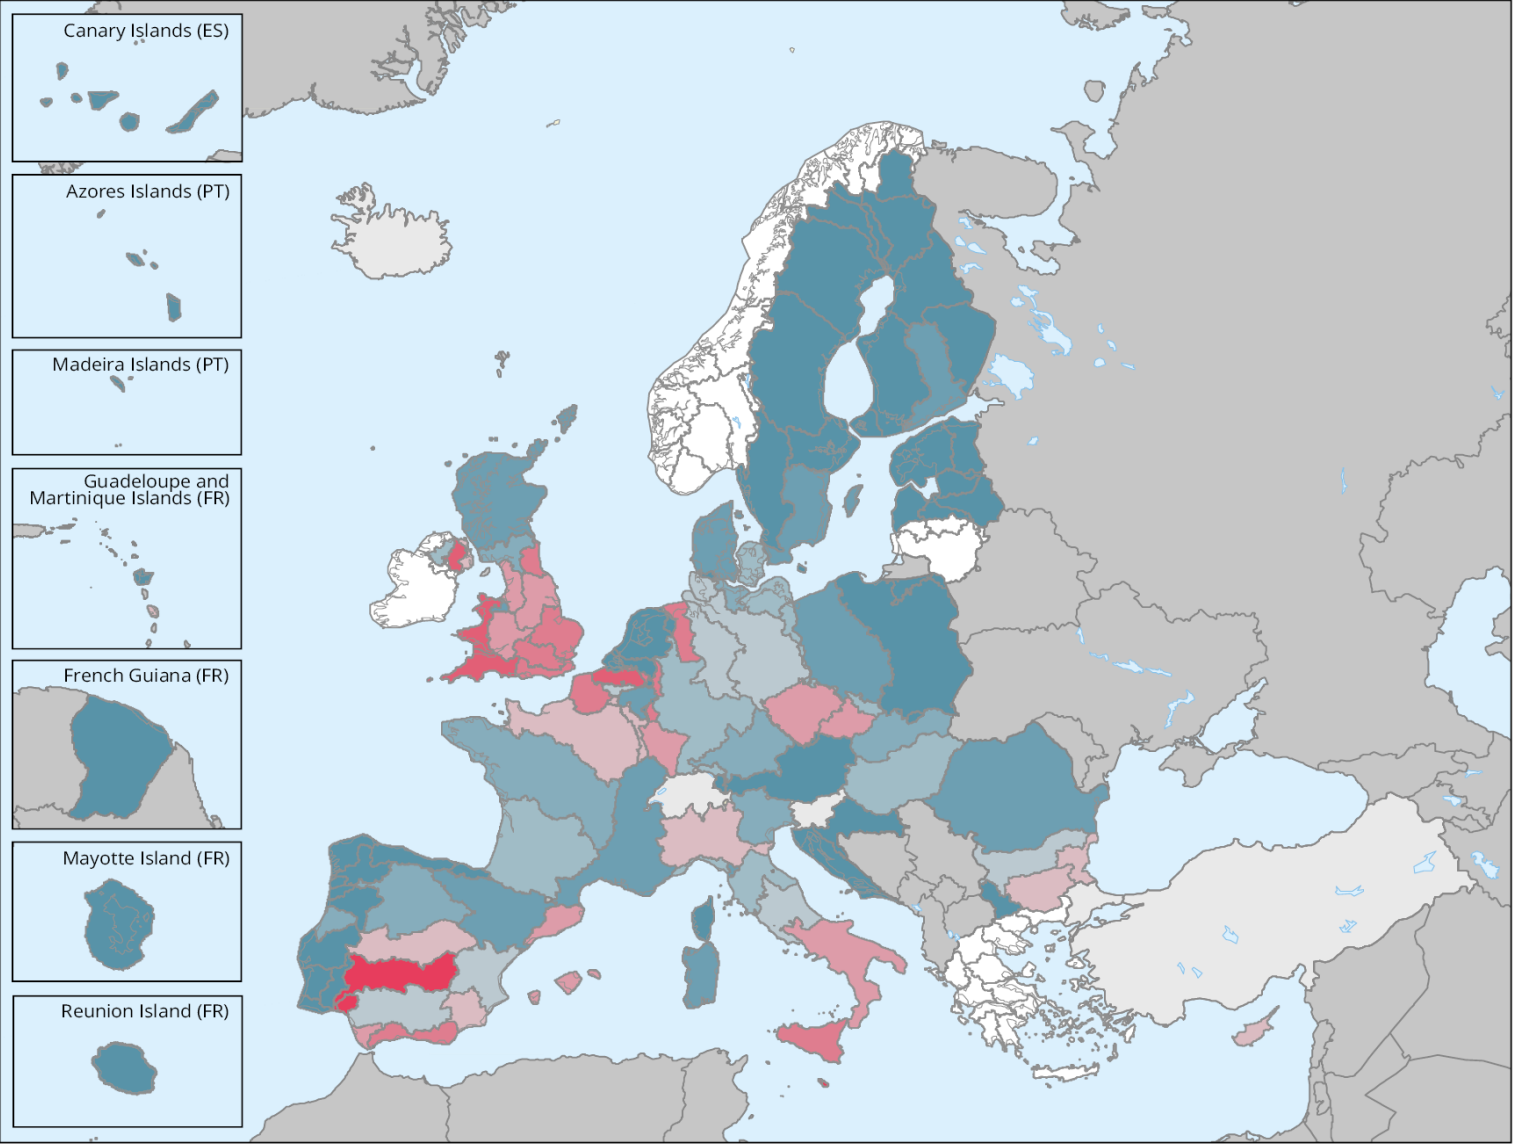 Canary Islands (ES)
Azores Islands (PT)
Madeira Islands (PT)
Guadeloupe and
Martinique Islands (FR)
French Guiana (FR)
Mayotte Island (FR)
Reunion Island (FR)